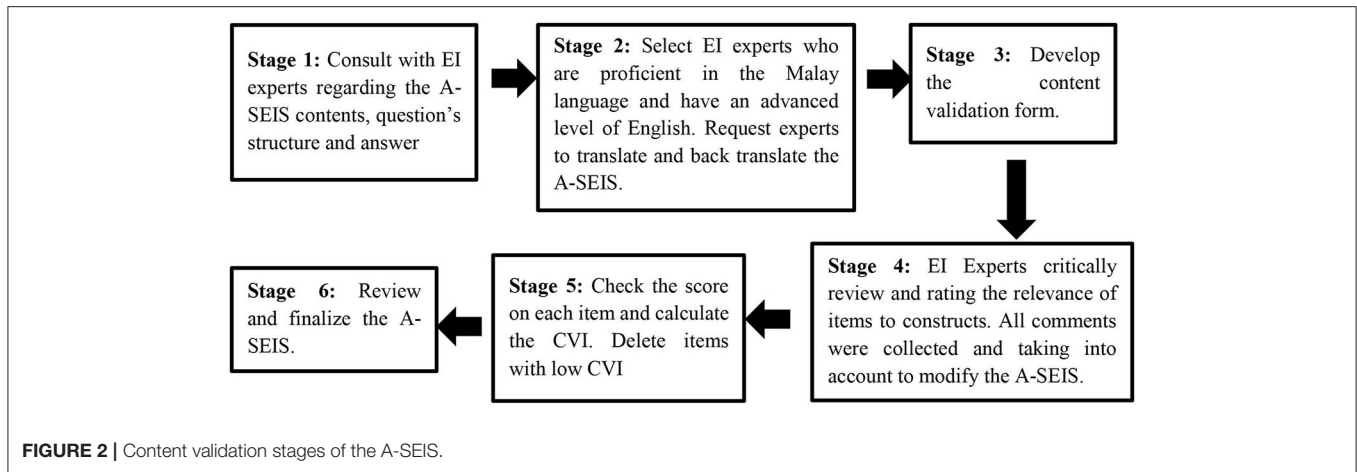 Stage 1: Consult with EI
experts regarding the A-
SEIS contents, question's
structure and answer
Stage 2: Select EI experts who
are proficient in the Malay
language and have an advanced
level of English. Request experts
to translate and back translate the
A-SEIS.
Stage 3: Develop
the content
validation form.
Stage 4: EI Experts critically
review and rating the relevance of
items to constructs. All comments
were collected and taking into
account to modify the A-SEIS.
Stage 5: Check the score
on each item and calculate
the CVI. Delete items
with low CVI
Stage 6: Review
and finalize the A-
SEIS.
FIGURE 2 | Content validation stages of the A-SEIS.